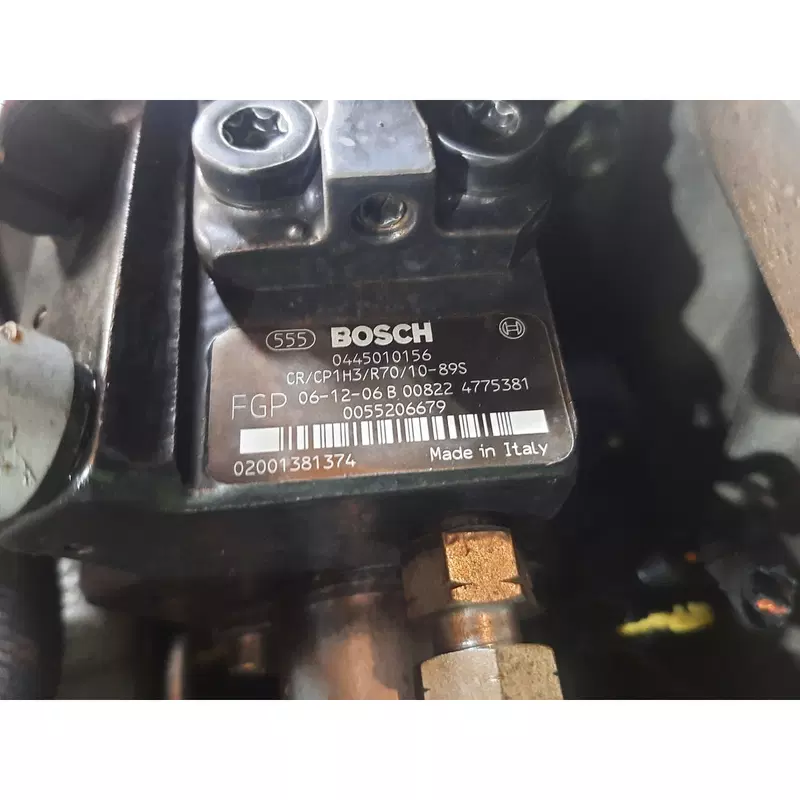 555 BOSCH
0445010156
CR/CP1H3/R70/10-89S
FGP 06-12-06 B 00822 4775381
0055206679
02001381374 Made in Italy